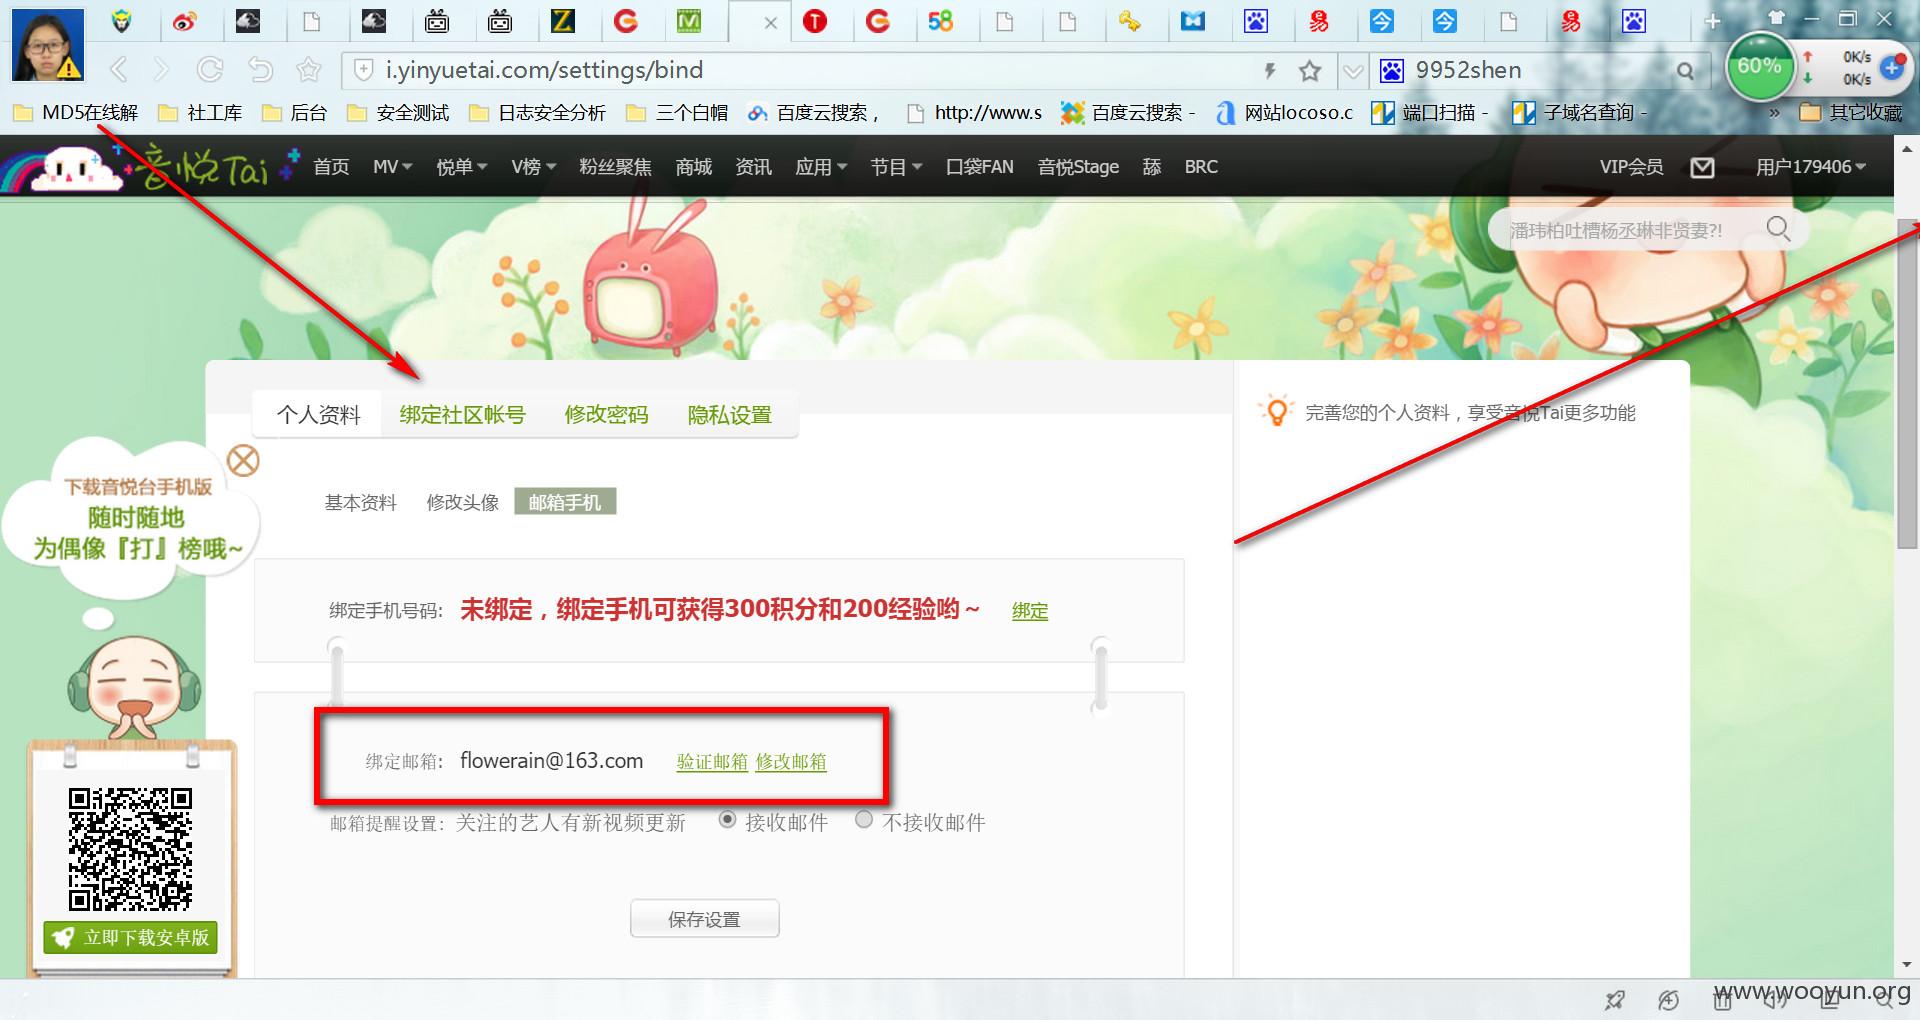 58
i.yinyuetai.com/settings/bind
9952shen
60%
0K/s
0K/s
MD5在线解
社工库
后台
安全测试
日志安全分析
三个白帽
百度云搜索，
http://www.s
百度云搜索 -
网站locoso.c
端口扫描 -
子域名查询 -
»
其它收藏
音悦Tai
首页
MV
悦单
V榜
粉丝聚焦
商城
资讯
应用
节目
口袋FAN
音悦Stage
舔
BRC
VIP会员
用户179406
潘玮柏吐槽杨丞琳非贤妻?!
个人资料
绑定社区帐号
修改密码
隐私设置
完善您的个人资料，享受音悦Tai更多功能
下载音悦台手机版
随时随地
为偶像『打』榜哦~
基本资料
修改头像
邮箱手机
绑定手机号码:
未绑定，绑定手机可获得300积分和200经验哟～
绑定
绑定邮箱:
flowerain@163.com
验证邮箱
修改邮箱
邮箱提醒设置:
关注的艺人有新视频更新
接收邮件
不接收邮件
保存设置
立即下载安卓版
www.wooyun.org